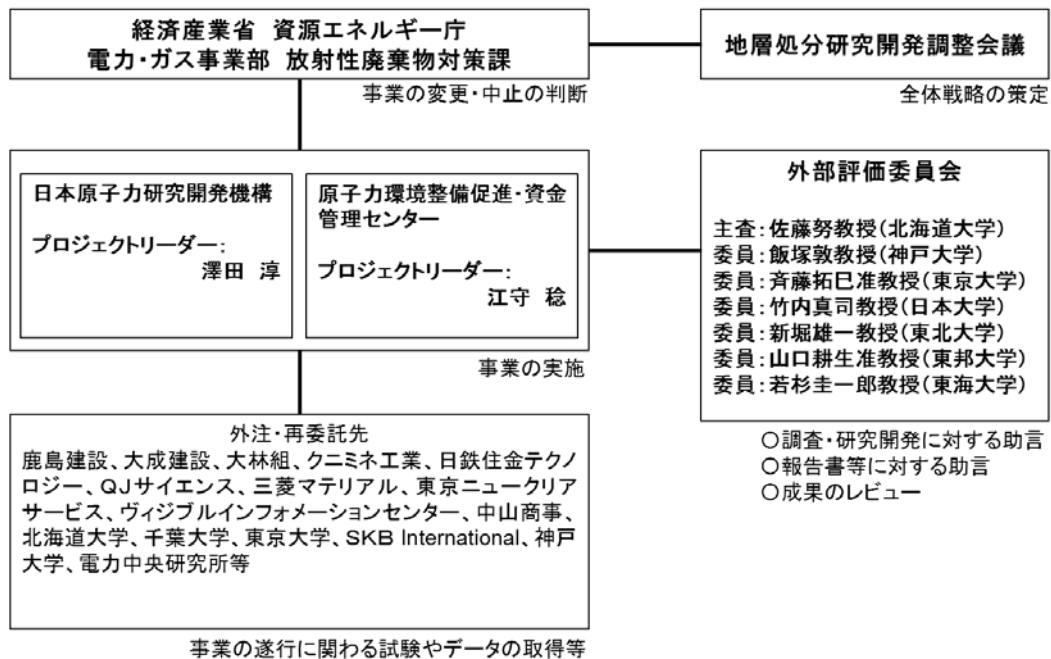 経済産業省 資源エネルギー庁
電力・ガス事業部 放射性廃棄物対策課
事業の変更・中止の判断
地層処分研究開発調整会議
全体戦略の策定
日本原子力研究開発機構
プロジェクトリーダー:
澤田 淳
原子力環境整備促進・資金
管理センター
プロジェクトリーダー:
江守 稔
事業の実施
外部評価委員会
主査:佐藤努教授(北海道大学)
委員:飯塚敦教授(神戸大学)
委員:斉藤拓巳准教授(東京大学)
委員:竹内真司教授(日本大学)
委員:新堀雄一教授(東北大学)
委員:山口耕生准教授(東邦大学)
委員:若杉圭一郎教授(東海大学)
○調査・研究開発に対する助言
○報告書等に対する助言
○成果のレビュー
外注・再委託先
鹿島建設、大成建設、大林組、クニミネ工業、日鉄住金テクノ
ロジー、QJサイエンス、三菱マテリアル、東京ニュークリア
サービス、ヴィジブルインフォメーションセンター、中山商事、
北海道大学、千葉大学、東京大学、SKB International、神戸
大学、電力中央研究所等
事業の遂行に関わる試験やデータの取得等